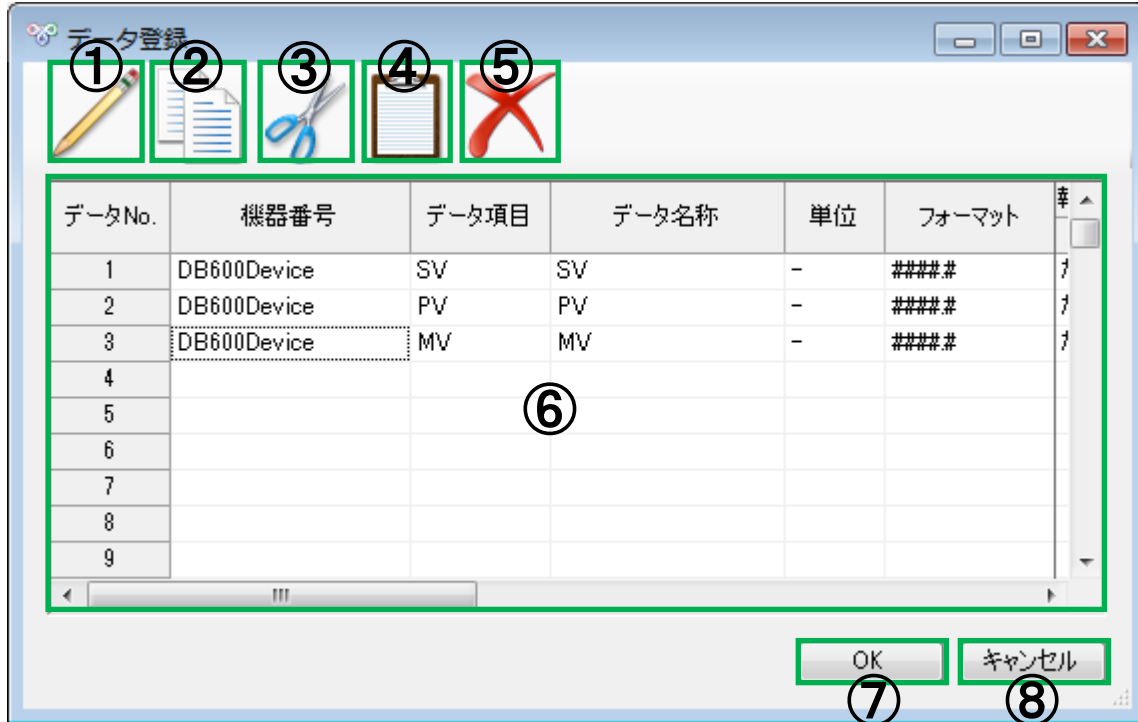 データ登録
① ② ③ ④ ⑤
データNo. 機器番号 データ項目 データ名称 単位 フォーマット
1 DB600Device SV SV - ####.#
2 DB600Device PV PV - ####.#
3 DB600Device MV MV - ####.#
4
5
⑥
6
7
8
9
OK キャンセル
⑦ ⑧